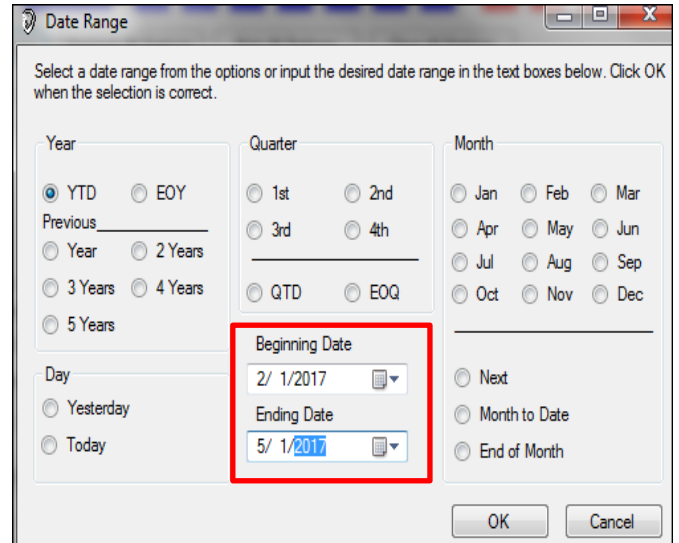 Date Range
Select a date range from the options or input the desired date range in the text boxes below. Click OK
when the selection is correct.
Year
YTD EOY
Previous
Year 2 Years
3 Years 4 Years
5 Years
Day
Yesterday
Today
Quarter
1st 2nd
3rd 4th
QTD EOQ
Beginning Date
2/ 1/2017
Ending Date
5/ 1/2017
Month
Jan Feb Mar
Apr May Jun
Jul Aug Sep
Oct Nov Dec
Next
Month to Date
End of Month
OK Cancel